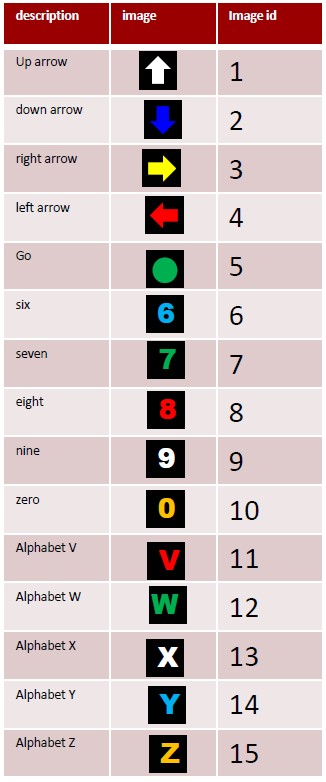 description image Image id
Up arrow 1
down arrow 2
right arrow 3
left arrow 4
Go 5
six 6 6
seven 7 7
eight 8 8
nine 9 9
zero 0 10
Alphabet V V 11
Alphabet W W 12
Alphabet X X 13
Alphabet Y Y 14
Alphabet Z Z 15